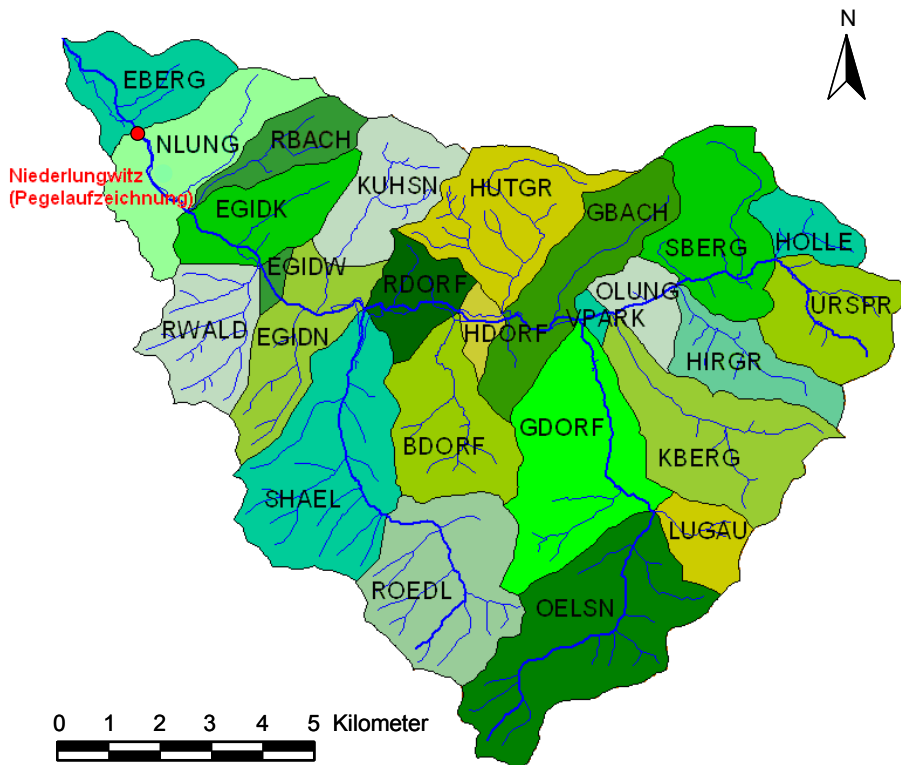 N
EBERG
NLUNG
RBACH
Niederlungwitz
(Pegelaufzeichnung)
KUHSN
HUTGR
GBACH
EGIDK
SBERG
HOLLE
EGIDW
RDORF
OLUNG
URSPR
RWALD
EGIDN
HDORF
VPARK
HIRGR
BDORF
GDORF
KBERG
SHAEL
LUGAU
ROEDL
OELSN
0 1 2 3 4 5 Kilometer